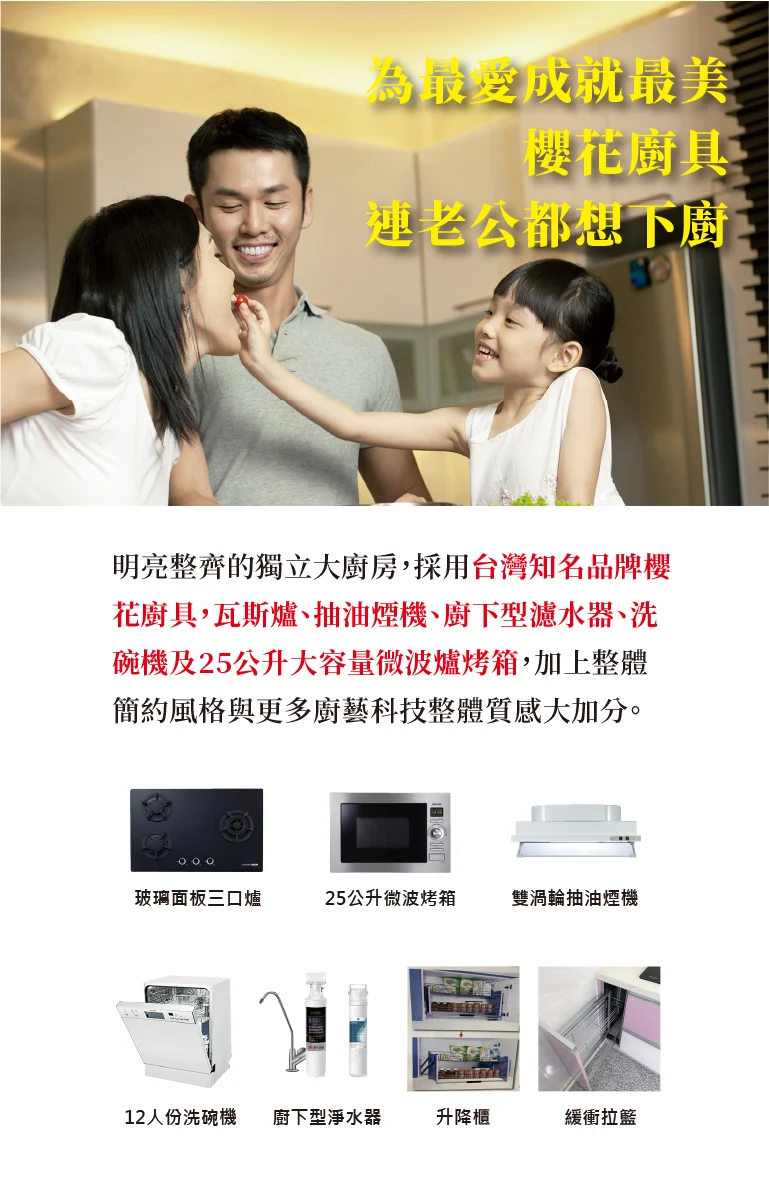 為最愛成就最美
櫻花廚具
連老公都想下廚
明亮整齊的獨立大廚房，採用台灣知名品牌櫻
花廚具，瓦斯爐、抽油煙機、廚下型濾水器、洗
碗機及25公升大容量微波爐烤箱，加上整體
簡約風格與更多廚藝科技整體質感大加分。
玻璃面板三口爐
25公升微波烤箱
雙渦輪抽油煙機
12人份洗碗機
廚下型淨水器
升降櫃
緩衝拉籃